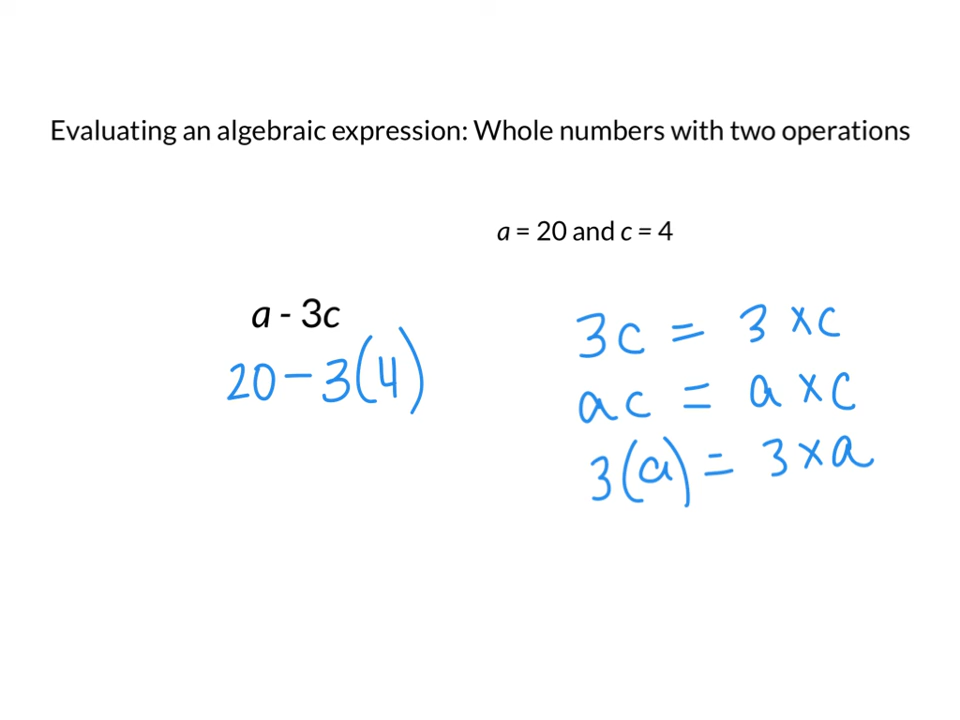 Evaluating an algebraic expression: Whole numbers with two operations
a = 20 and c = 4
a - 3c
20 - 3(4)
3c = 3 × c
ac = a × c
3(a) = 3 × a